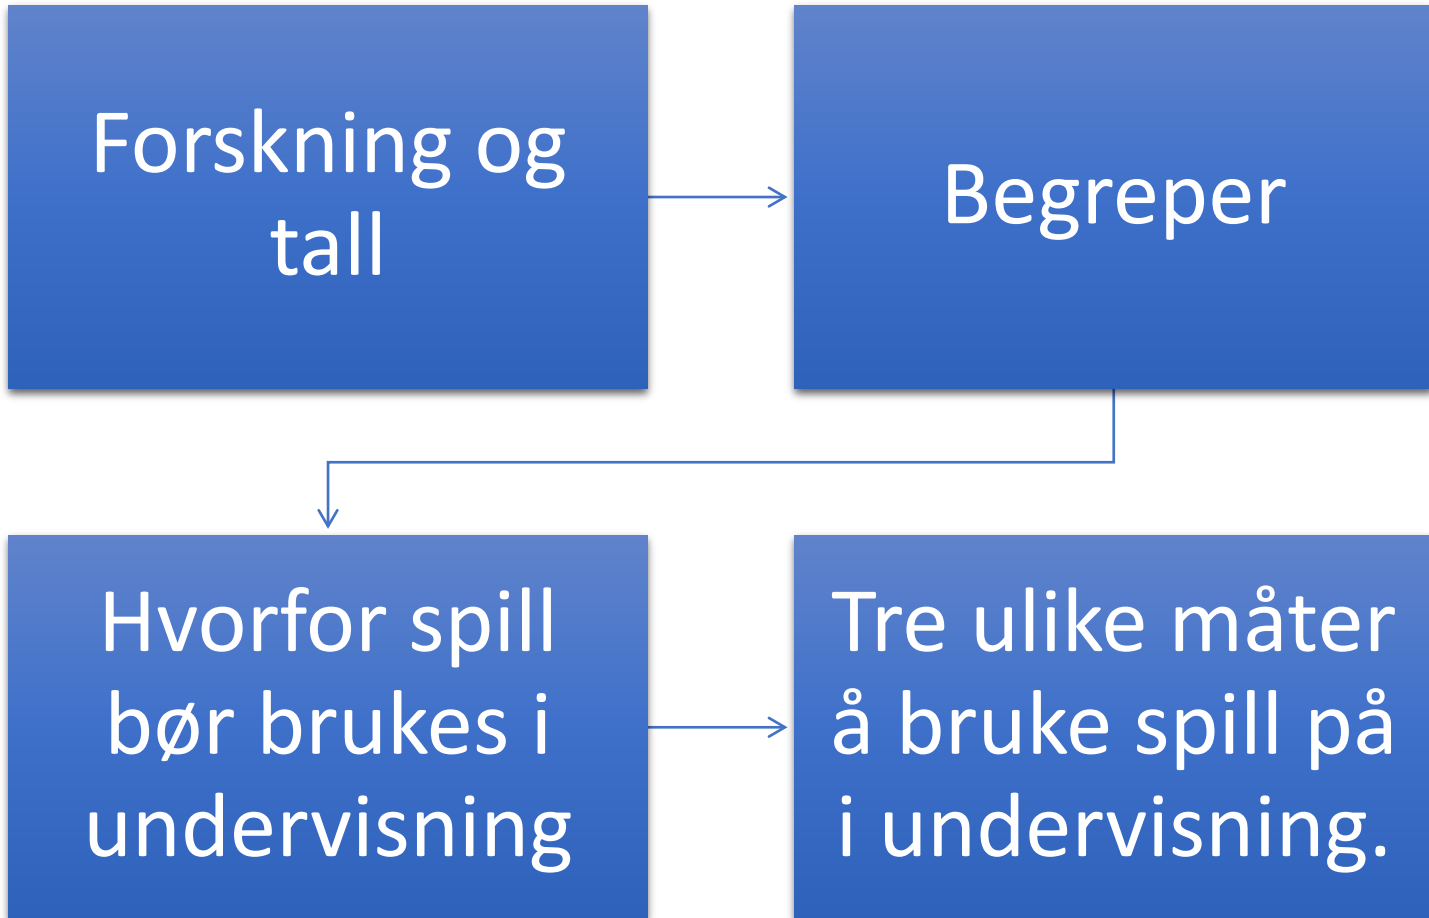 Forskning og
tall
Begreper
Hvorfor spill
bør brukes i
undervisning
Tre ulike måter
å bruke spill på
i undervisning.